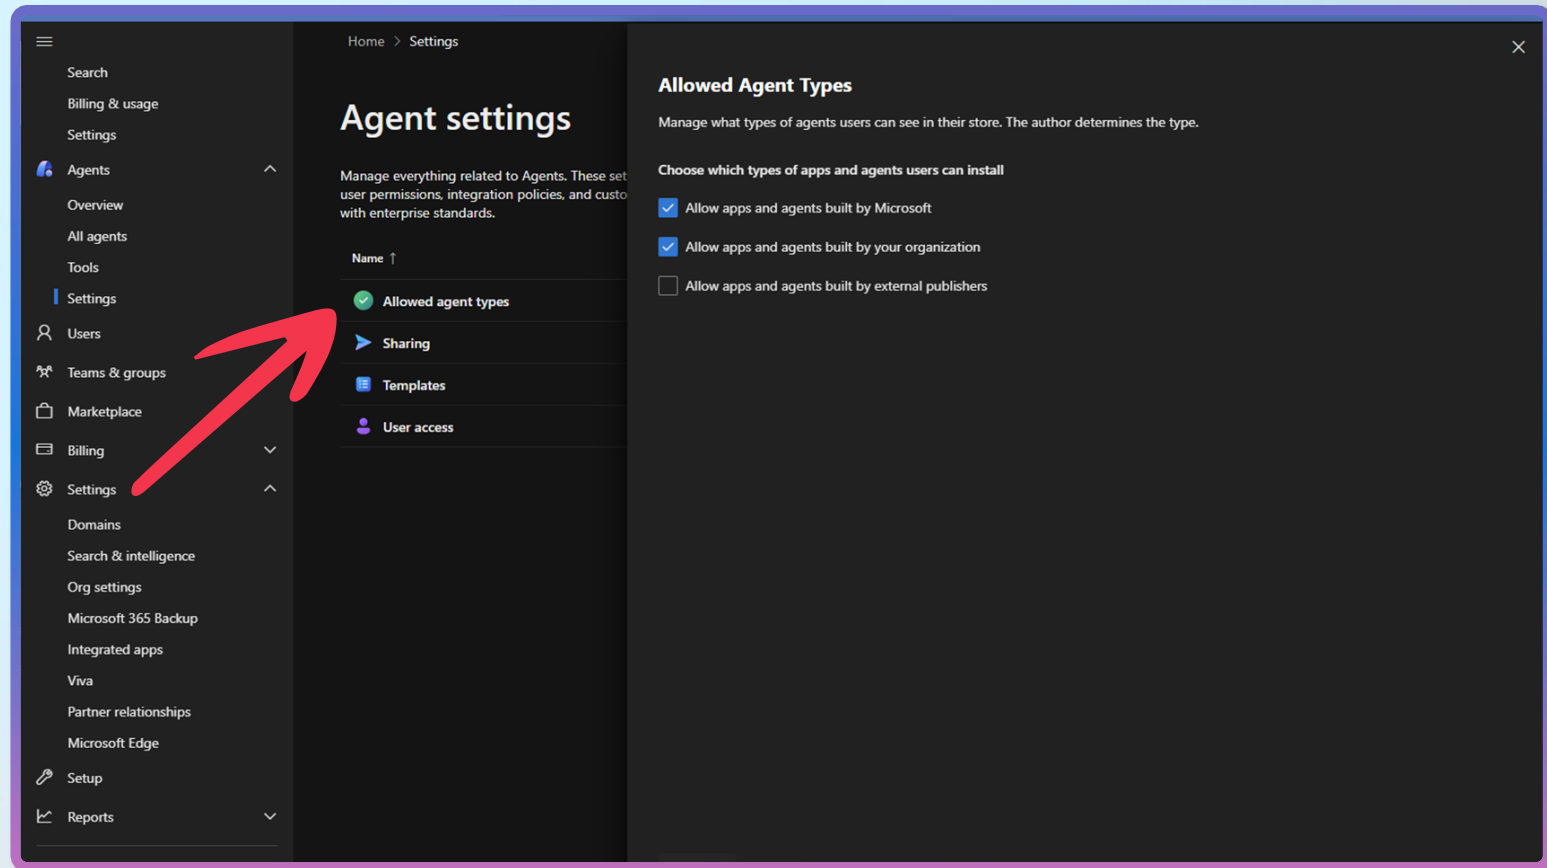 Search
Billing & usage
Settings
Agents
Overview
All agents
Tools
Settings
Users
Teams & groups
Marketplace
Billing
Settings
Domains
Search & intelligence
Org settings
Microsoft 365 Backup
Integrated apps
Viva
Partner relationships
Microsoft Edge
Setup
Reports
Home > Settings
Agent settings
Manage everything related to Agents. These set
user permissions, integration policies, and custo
with enterprise standards.
Name ↑
Allowed agent types
Sharing
Templates
User access
Allowed Agent Types
Manage what types of agents users can see in their store. The author determines the type.
Choose which types of apps and agents users can install
Allow apps and agents built by Microsoft
Allow apps and agents built by your organization
Allow apps and agents built by external publishers